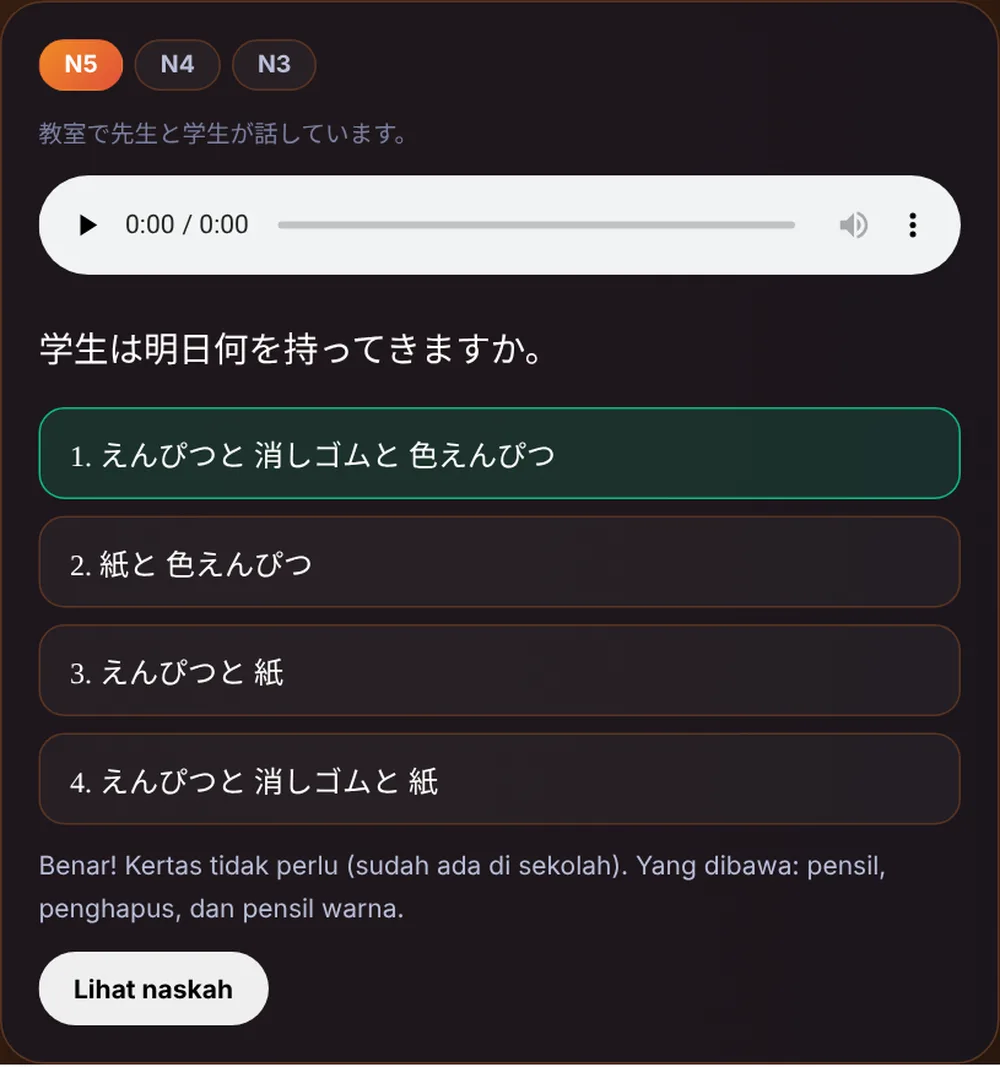 N5 N4 N3
教室で先生と学生が話しています。
0:00 / 0:00
学生は明日何を持ってきますか。
1. えんぴつと 消しゴムと 色えんぴつ
2. 紙と 色えんぴつ
3. えんぴつと 紙
4. えんぴつと 消しゴムと 紙
Benar! Kertas tidak perlu (sudah ada di sekolah). Yang dibawa: pensil,
penghapus, dan pensil warna.
Lihat naskah